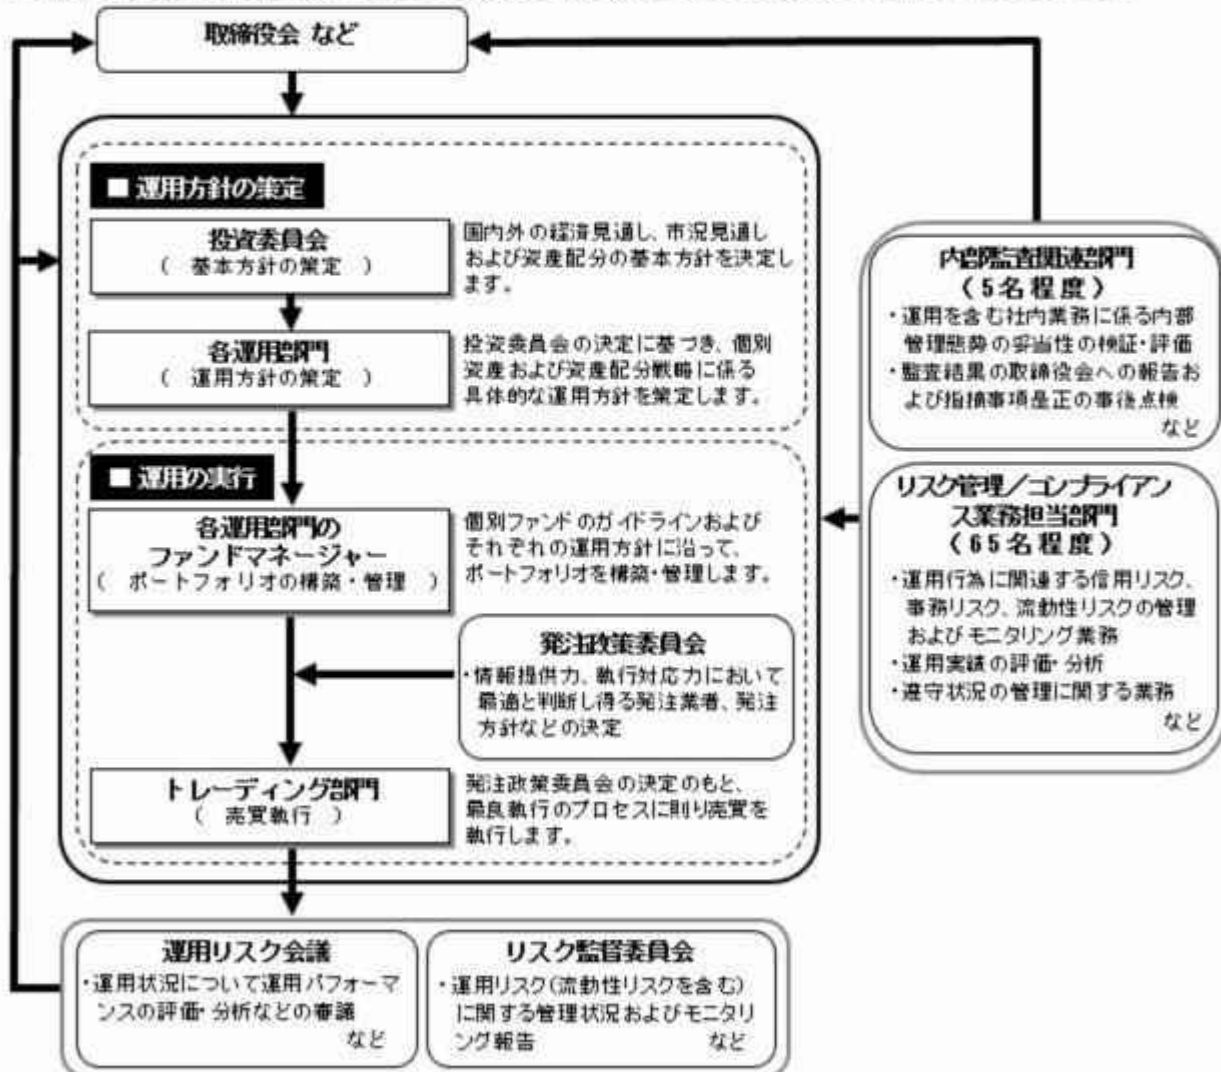 取締役会 など
■ 運用方針の策定
投資委員会
( 基本方針の策定 )
国内外の経済見通し、市況見通し
および資産配分の基本方針を決定し
ます。
各運用部門
( 運用方針の策定 )
投資委員会の決定に基づき、個別
資産および資産配分戦略に係る
具体的な運用方針を策定します。
■ 運用の実行
各運用部門の
ファンドマネージャー
( ポートフォリオの構築・管理 )
個別ファンドのガイドラインおよび
それぞれの運用方針に沿って、
ポートフォリオを構築・管理します。
発注政策委員会
・情報提供力、執行対応力において
最適と判断し得る発注業者、発注
方針などの決定
トレーディング部門
( 売買執行 )
発注政策委員会の決定のもと、
最良執行のプロセスに則り売買を
執行します。
運用リスク会議
・運用状況について運用パフォーマ
ンスの評価・分析などの審議
など
リスク監督委員会
・運用リスク(流動性リスクを含む)
に関する管理状況およびモニタリ
ング報告 など
内部監査関連部門
(5名程度)
・運用を含む社内業務に係る内部
管理態勢の妥当性の検証・評価
・監査結果の取締役会への報告お
よび指摘事項是正の事後点検
など
リスク管理／コンプライアン
ス業務担当部門
(65名程度)
・運用行為に関連する信用リスク、
事務リスク、流動性リスクの管理
およびモニタリング業務
・運用実績の評価・分析
・遵守状況の管理に関する業務
など